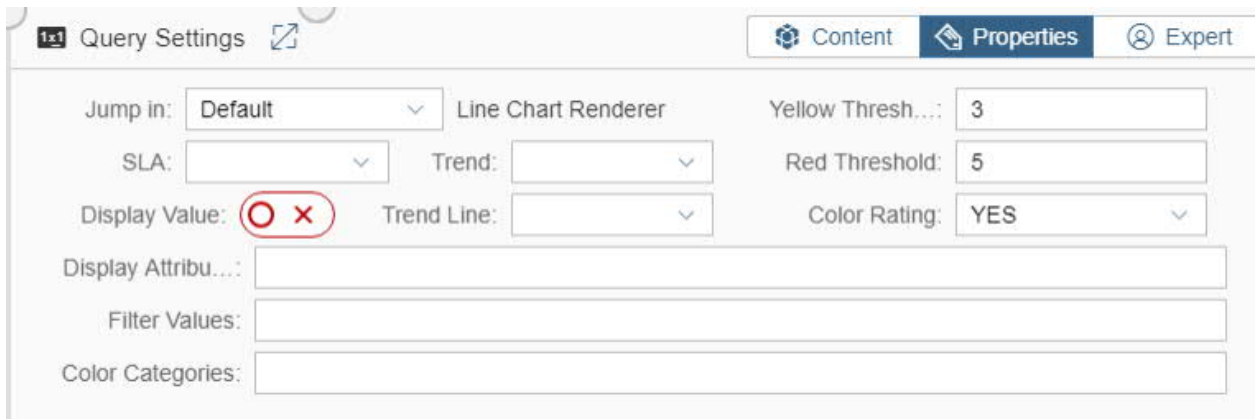 1x1 Query Settings Content Properties Expert
Jump in: Default Line Chart Renderer Yellow Thresh...: 3
SLA: Trend: Red Threshold: 5
Display Value: Trend Line: Color Rating: YES
Display Attribu...:
Filter Values:
Color Categories: